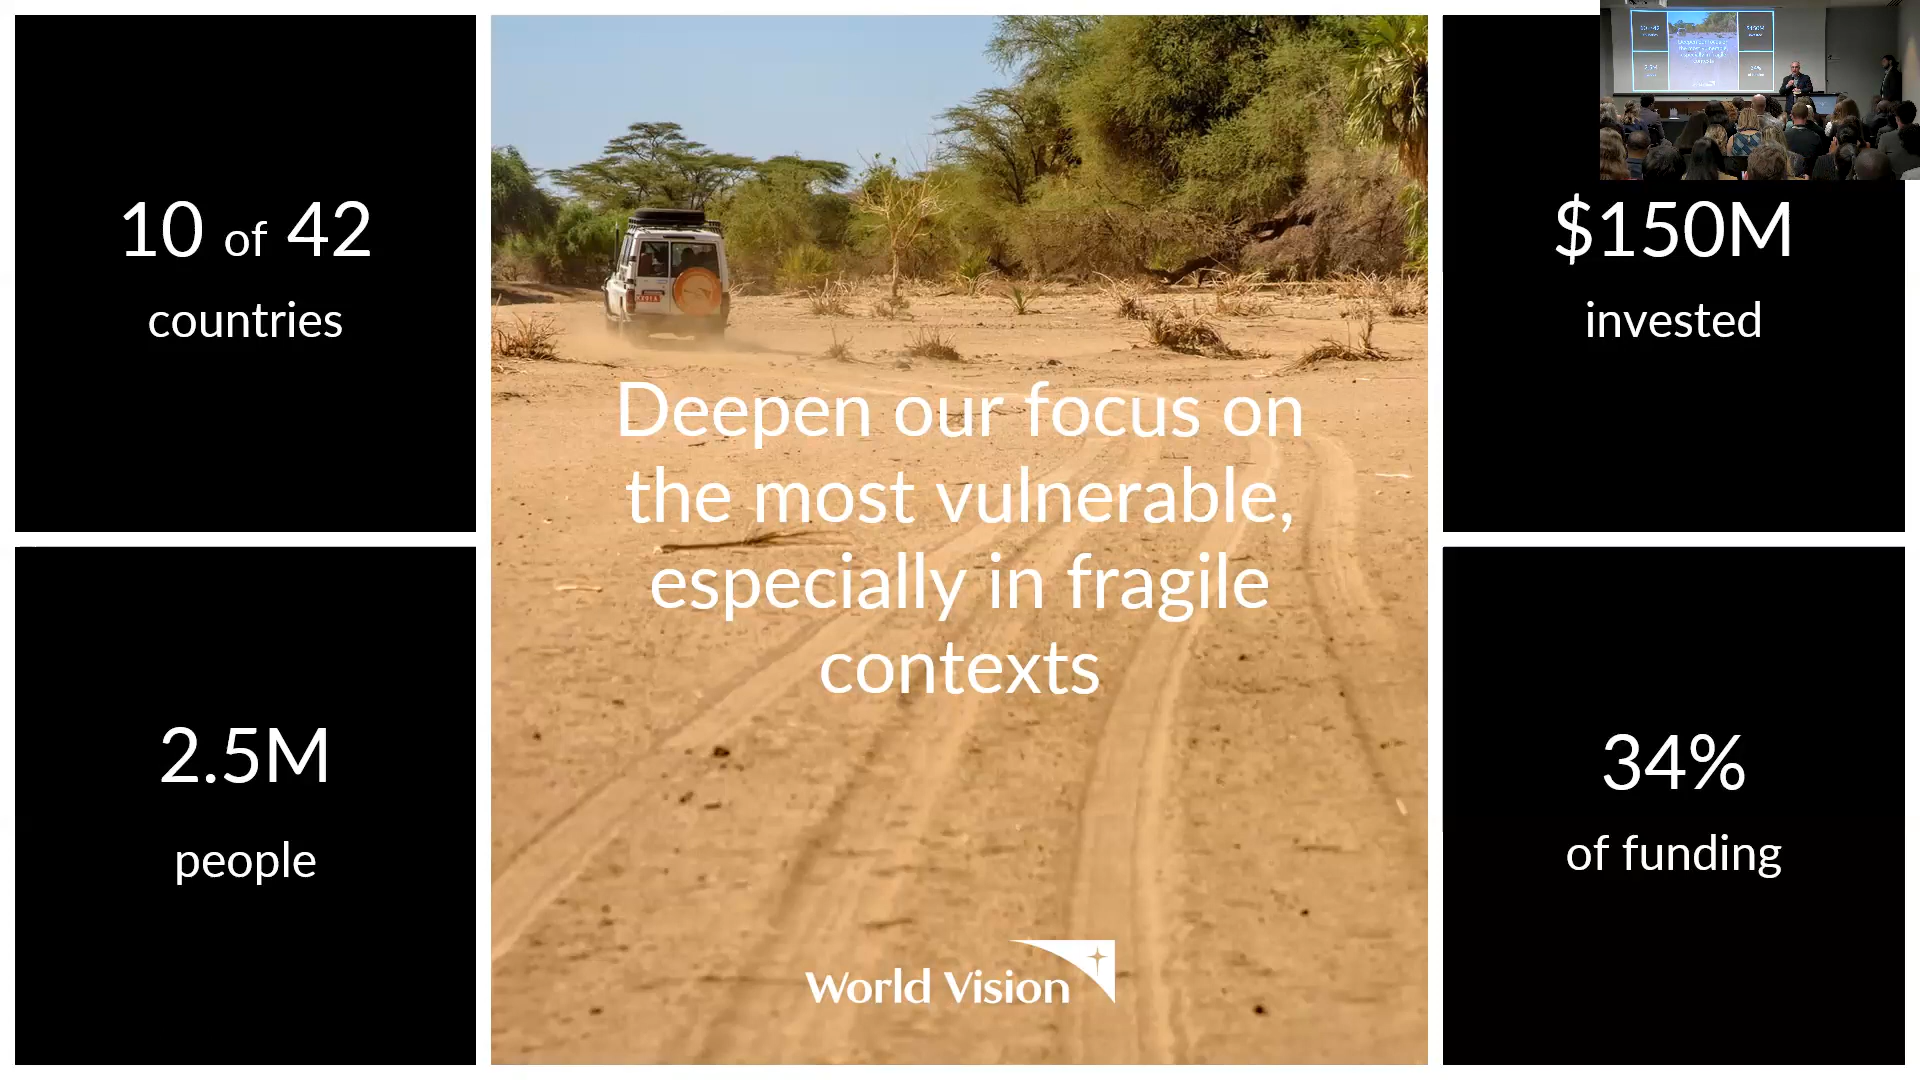 10 of 42
countries
2.5M
people
Deepen our focus on
the most vulnerable,
especially in fragile
contexts
World Vision
$150M
invested
34%
of funding